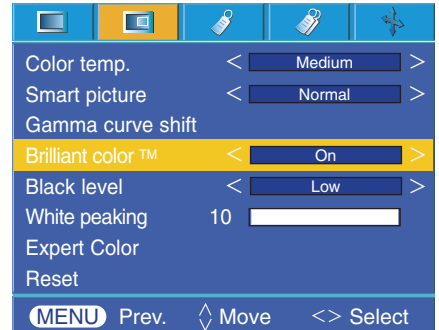 Color temp. < Medium >
Smart picture < Normal >
Gamma curve shift
Brilliant color TM < On >
Black level < Low >
White peaking 10
Expert Color
Reset
MENU Prev. Move <> Select